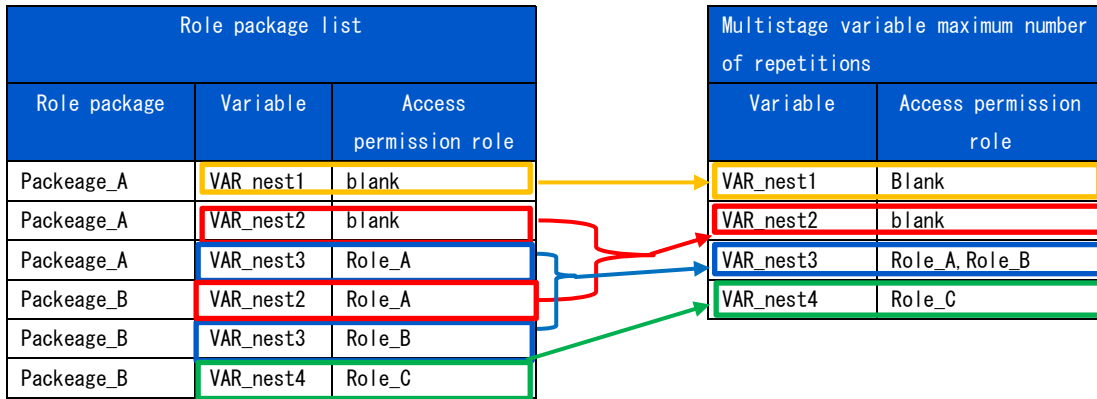 Role package list
Role package Variable Access
permission role
Packeage_A VAR_nest1 blank
Packeage_A VAR_nest2 blank
Packeage_A VAR_nest3 Role_A
Packeage_B VAR_nest2 Role_A
Packeage_B VAR_nest3 Role_B
Packeage_B VAR_nest4 Role_C
Multistage variable maximum number
of repetitions
Variable Access permission
role
VAR_nest1 Blank
VAR_nest2 blank
VAR_nest3 Role_A,Role_B
VAR_nest4 Role_C